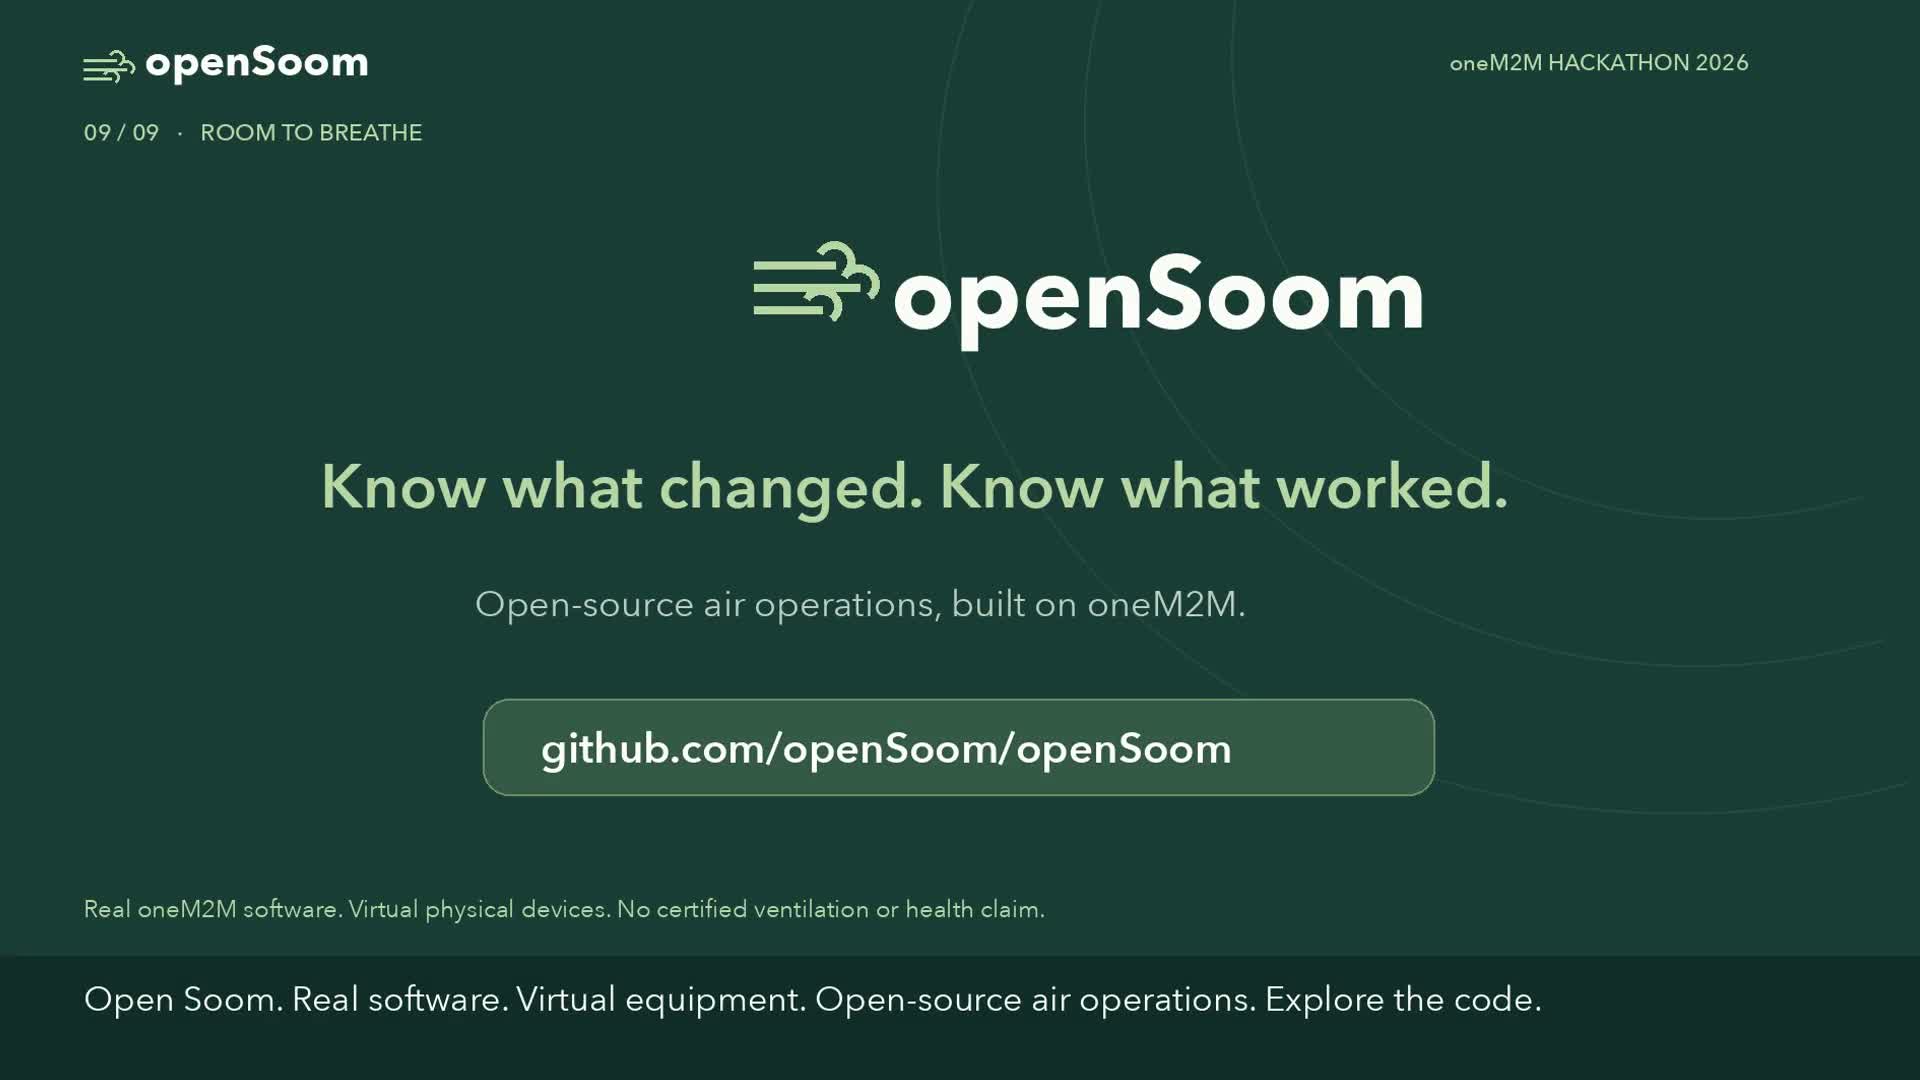 openSoom
oneM2M HACKATHON 2026
09 / 09 · ROOM TO BREATHE
openSoom
Know what changed. Know what worked.
Open-source air operations, built on oneM2M.
github.com/openSoom/openSoom
Real oneM2M software. Virtual physical devices. No certified ventilation or health claim.
Open Soom. Real software. Virtual equipment. Open-source air operations. Explore the code.